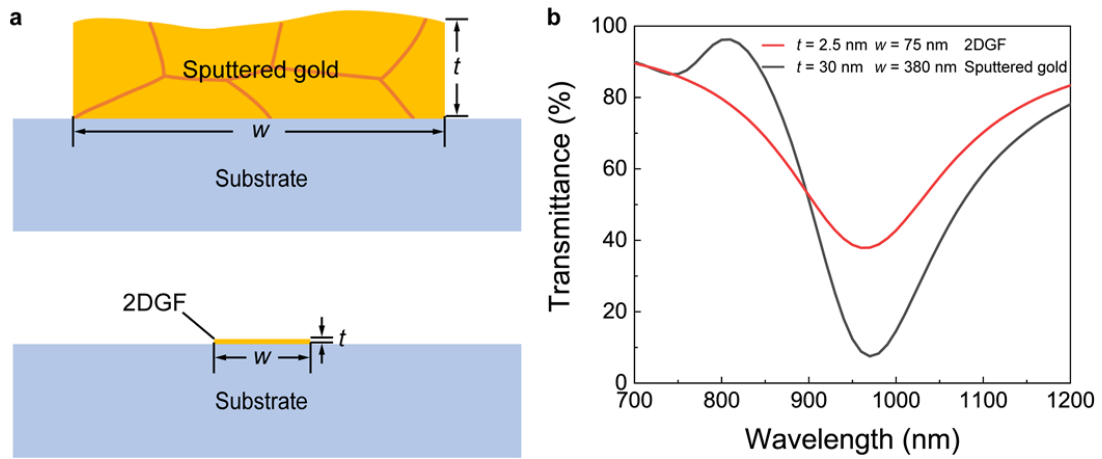 a
Sputtered gold
t
w
Substrate
2DGF
t
w
Substrate
b
t = 2.5 nm w = 75 nm 2DGF
t = 30 nm w = 380 nm Sputtered gold
100
80
60
40
20
0
Transmittance (%)
700 800 900 1000 1100 1200
Wavelength (nm)